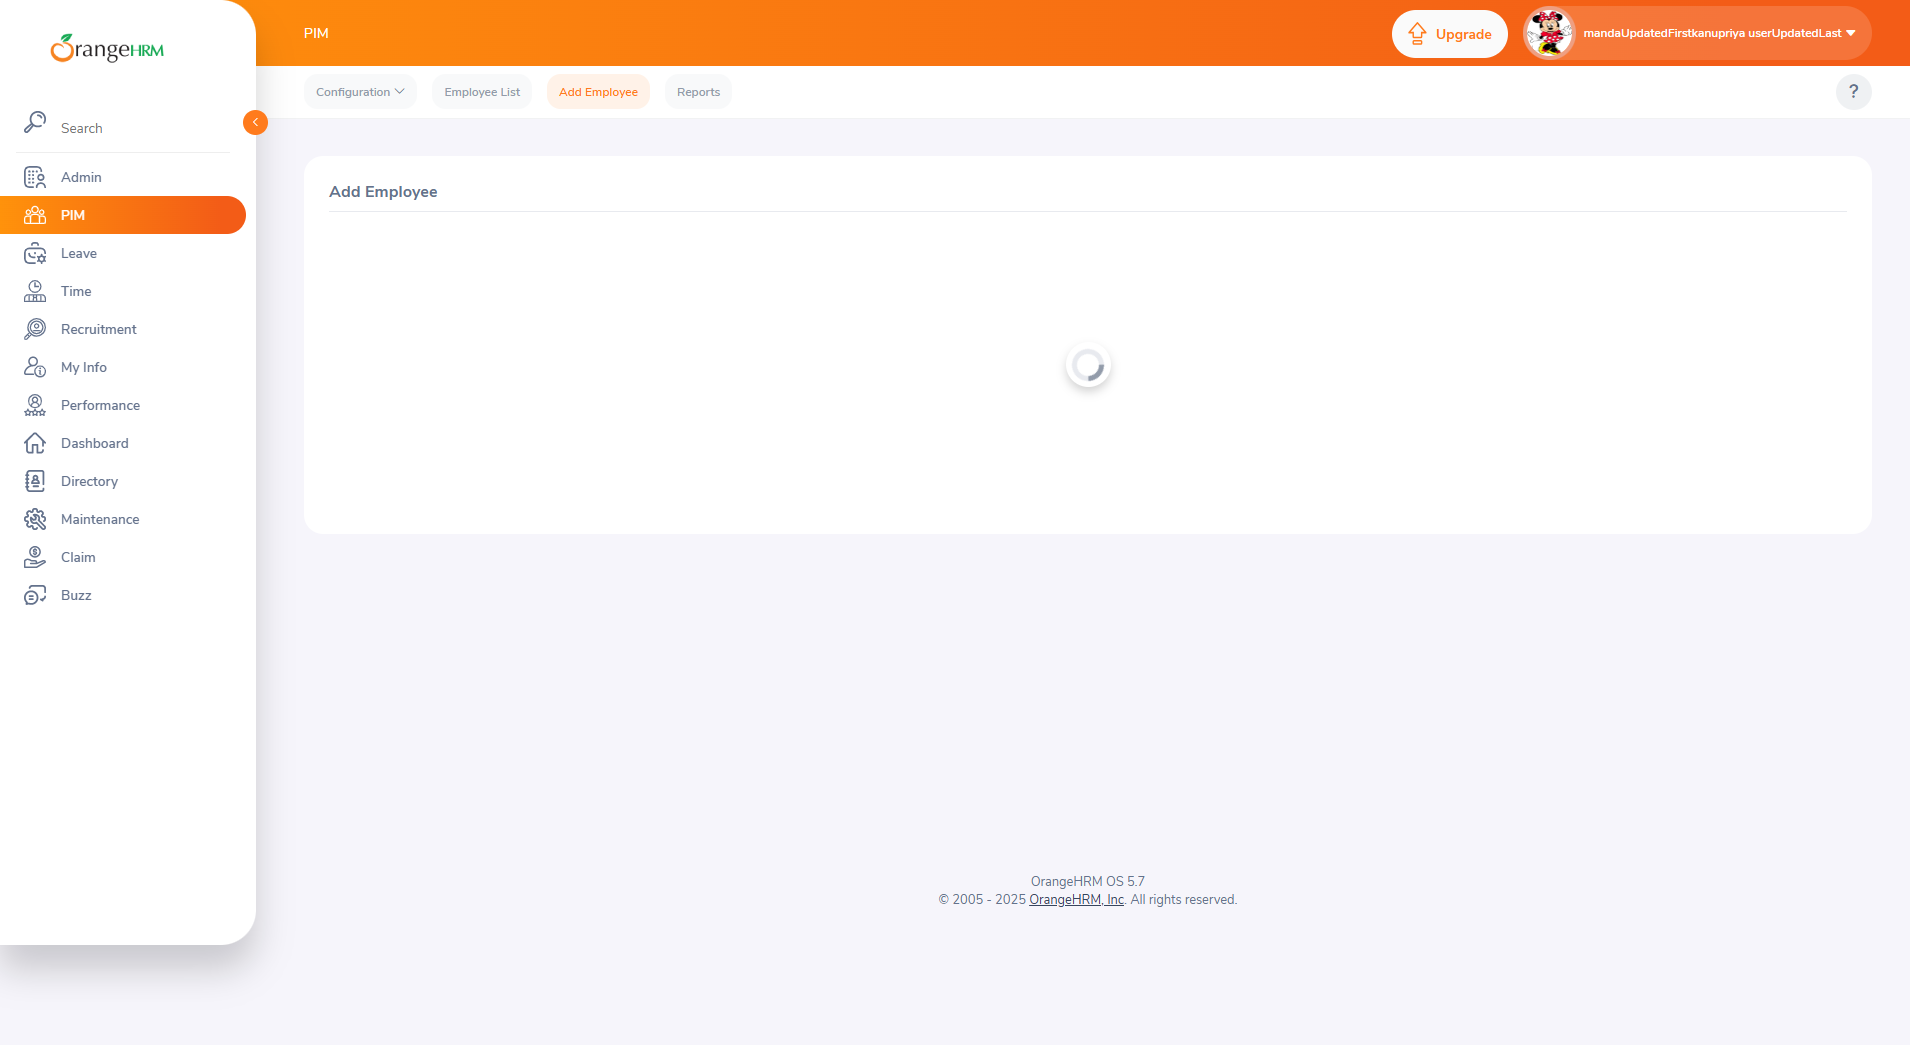 OrangeHRM
Search
Admin
PIM
Leave
Time
Recruitment
My Info
Performance
Dashboard
Directory
Maintenance
Claim
Buzz
PIM
Upgrade
mandaUpdatedFirstkanupriya userUpdatedLast
Configuration
Employee List
Add Employee
Reports
?
Add Employee
OrangeHRM OS 5.7
© 2005 - 2025 OrangeHRM, Inc. All rights reserved.